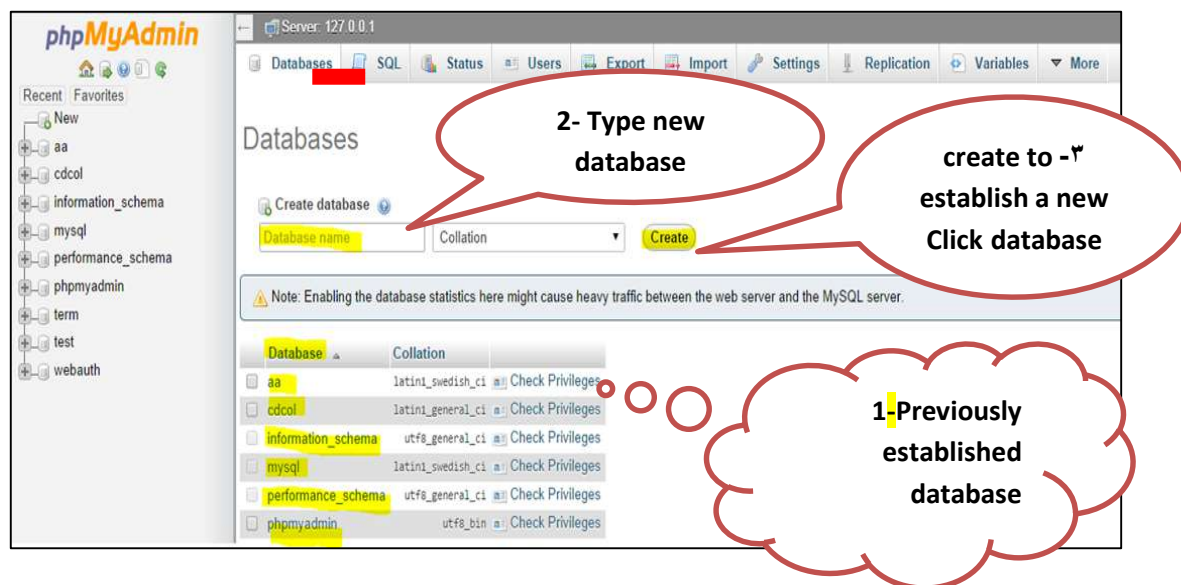 phpMyAdmin
Recent Favorites
New
aa
cdcol
information_schema
mysql
performance_schema
phpmyadmin
term
test
webauth
Server: 127.0.0.1
Databases SQL Status Users Export Import Settings Replication Variables More
Databases
2- Type new
database
create to -٣
establish a new
Click database
Create database
Database name Collation Create
Note: Enabling the database statistics here might cause heavy traffic between the web server and the MySQL server.
Database Collation
aa latin1_swedish_ci Check Privileges
cdcol latin1_general_ci Check Privileges
information_schema utf8_general_ci Check Privileges
mysql latin1_swedish_ci Check Privileges
performance_schema utf8_general_ci Check Privileges
phpmyadmin utf8_bin Check Privileges
1-Previously
established
database